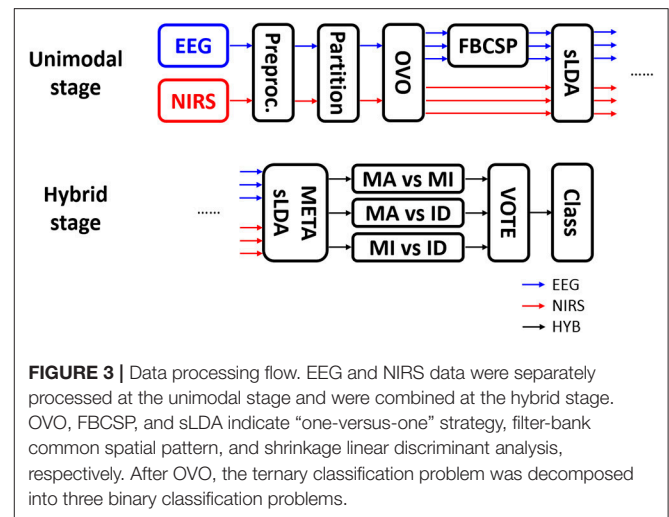 Unimodal
stage
EEG
NIRS
Preproc.
Partition
OVO
FBCSP
sLDA
......
Hybrid
stage
......
META
sLDA
MA vs MI
MA vs ID
MI vs ID
VOTE
Class
EEG
NIRS
HYB
FIGURE 3 | Data processing flow. EEG and NIRS data were separately
processed at the unimodal stage and were combined at the hybrid stage.
OVO, FBCSP, and sLDA indicate “one-versus-one” strategy, filter-bank
common spatial pattern, and shrinkage linear discriminant analysis,
respectively. After OVO, the ternary classification problem was decomposed
into three binary classification problems.